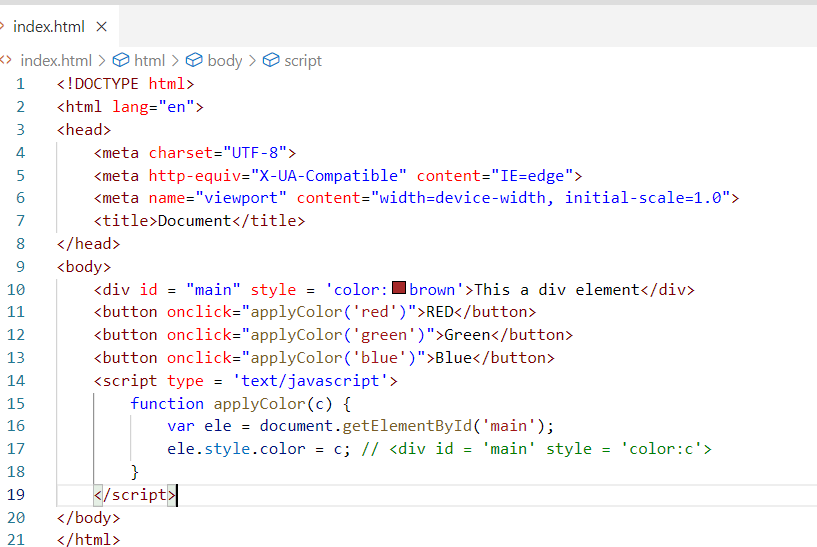 index.html ×
index.html > html > body > script
1 <!DOCTYPE html>
2 <html lang="en">
3 <head>
4     <meta charset="UTF-8">
5     <meta http-equiv="X-UA-Compatible" content="IE=edge">
6     <meta name="viewport" content="width=device-width, initial-scale=1.0">
7     <title>Document</title>
8 </head>
9 <body>
10     <div id = "main" style = 'color:brown'>This a div element</div>
11     <button onclick="applyColor('red')">RED</button>
12     <button onclick="applyColor('green')">Green</button>
13     <button onclick="applyColor('blue')">Blue</button>
14     <script type = 'text/javascript'>
15         function applyColor(c) {
16             var ele = document.getElementById('main');
17             ele.style.color = c; // <div id = 'main' style = 'color:c'>
18         }
19     </script>
20 </body>
21 </html>